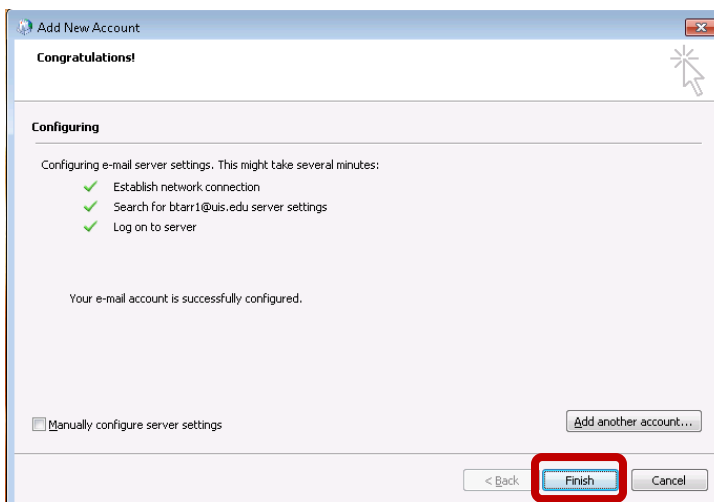 Add New Account
Congratulations!
Configuring
Configuring e-mail server settings. This might take several minutes:
Establish network connection
Search for btarr1@uis.edu server settings
Log on to server
Your e-mail account is successfully configured.
Manually configure server settings
Add another account...
< Back Finish Cancel